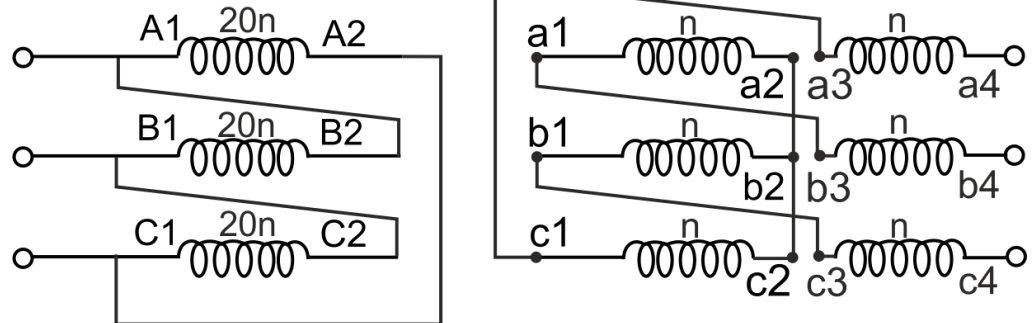 A1 20n A2
B1 20n B2
C1 20n C2
a1 n a2 a3 n a4
b1 n b2 b3 n b4
c1 n c2 c3 n c4